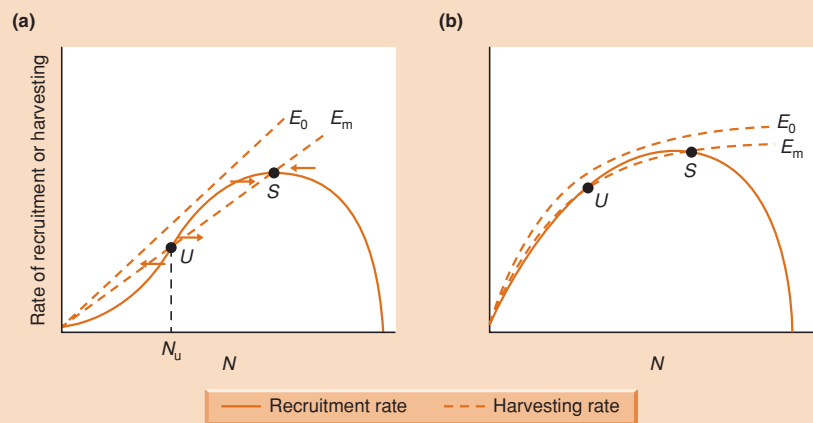 (a)
Rate of recruitment or harvesting
E0
Em
S
U
Nu
N
(b)
E0
Em
S
U
N
Recruitment rate
Harvesting rate